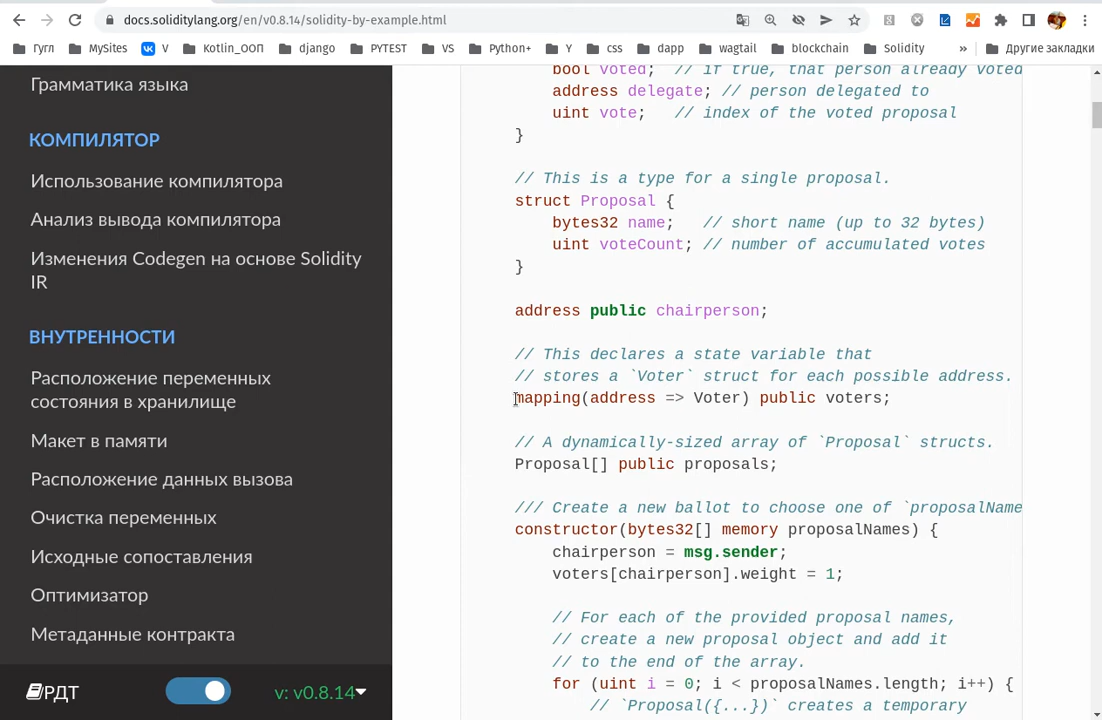 docs.soliditylang.org/en/v0.8.14/solidity-by-example.html
Гугл MySites V Kotlin_ООП django PYTEST VS Python+ Y css dapp wagtail blockchain Solidity » Другие закладки
Грамматика языка
КОМПИЛЯТОР
Использование компилятора
Анализ вывода компилятора
Изменения Codegen на основе Solidity
IR
ВНУТРЕННОСТИ
Расположение переменных
состояния в хранилище
Макет в памяти
Расположение данных вызова
Очистка переменных
Исходные сопоставления
Оптимизатор
Метаданные контракта
РДТ v: v0.8.14
bool voted; // if true, that person already voted
address delegate; // person delegated to
uint vote; // index of the voted proposal
}
// This is a type for a single proposal.
struct Proposal {
bytes32 name; // short name (up to 32 bytes)
uint voteCount; // number of accumulated votes
}
address public chairperson;
// This declares a state variable that
// stores a `Voter` struct for each possible address.
mapping(address => Voter) public voters;
// A dynamically-sized array of `Proposal` structs.
Proposal[] public proposals;
/// Create a new ballot to choose one of `proposalName
constructor(bytes32[] memory proposalNames) {
chairperson = msg.sender;
voters[chairperson].weight = 1;
// For each of the provided proposal names,
// create a new proposal object and add it
// to the end of the array.
for (uint i = 0; i < proposalNames.length; i++) {
// `Proposal({...})` creates a temporary